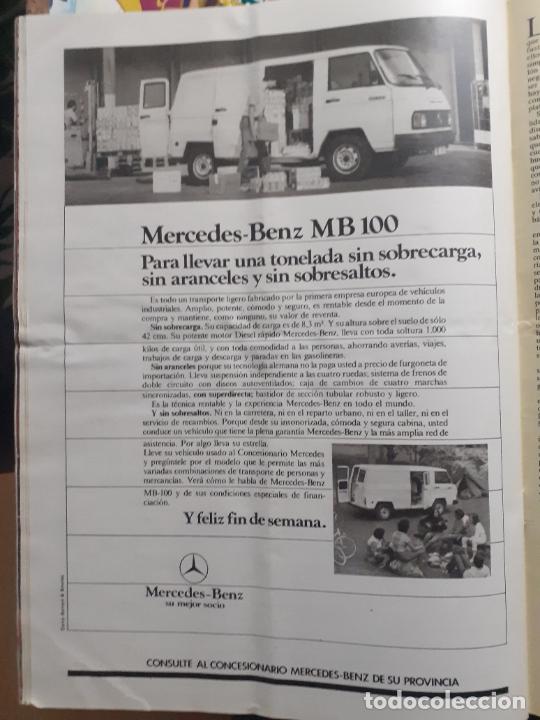 Mercedes-Benz MB 100
Para llevar una tonelada sin sobrecarga,
sin aranceles y sin sobresaltos.
Es todo un transporte ligero fabricado por la primera empresa europea de vehículos
industriales. Amplio, potente, cómodo y seguro, es rentable desde el momento de la
compra y mantiene, como ninguno, su valor de reventa.
Sin sobrecarga. Su capacidad de carga es de 8,3 m³. Y su altura sobre el suelo de sólo
42 cms. Su potente motor Diesel rápido Mercedes-Benz, lleva con toda soltura 1.000
kilos de carga útil, y con toda comodidad a las personas, ahorrando averías, viajes,
trabajos de carga y descarga y paradas en las gasolineras.
Sin aranceles porque su tecnología alemana no la paga usted a precio de furgoneta de
importación. Lleva suspensión independiente a las cuatro ruedas; sistema de frenos de
doble circuito con discos autoventilados; caja de cambios de cuatro marchas
sincronizadas, con superdirecta; bastidor de sección tubular robusto y ligero.
Es la técnica rentable y la experiencia Mercedes-Benz en todo el mundo.
Y sin sobresaltos. Ni en la carretera, ni en el reparto urbano, ni en el taller, ni en el
servicio de recambios. Porque desde su insonorizada, cómoda y segura cabina, usted
conduce un vehículo que tiene la plena garantía Mercedes-Benz y la más amplia red de
asistencia. Por algo lleva su estrella.
Lleve su vehículo usado al Concesionario Mercedes
y pregúntele por el modelo que le permite las más
variadas combinaciones de transporte de personas y
mercancías. Verá cómo le habla de Mercedes-Benz
MB-100 y de sus condiciones especiales de finan-
ciación.
Y feliz fin de semana.
Mercedes-Benz
su mejor socio
CONSULTE AL CONCESIONARIO MERCEDES-BENZ DE SU PROVINCIA
todocoleccion.net